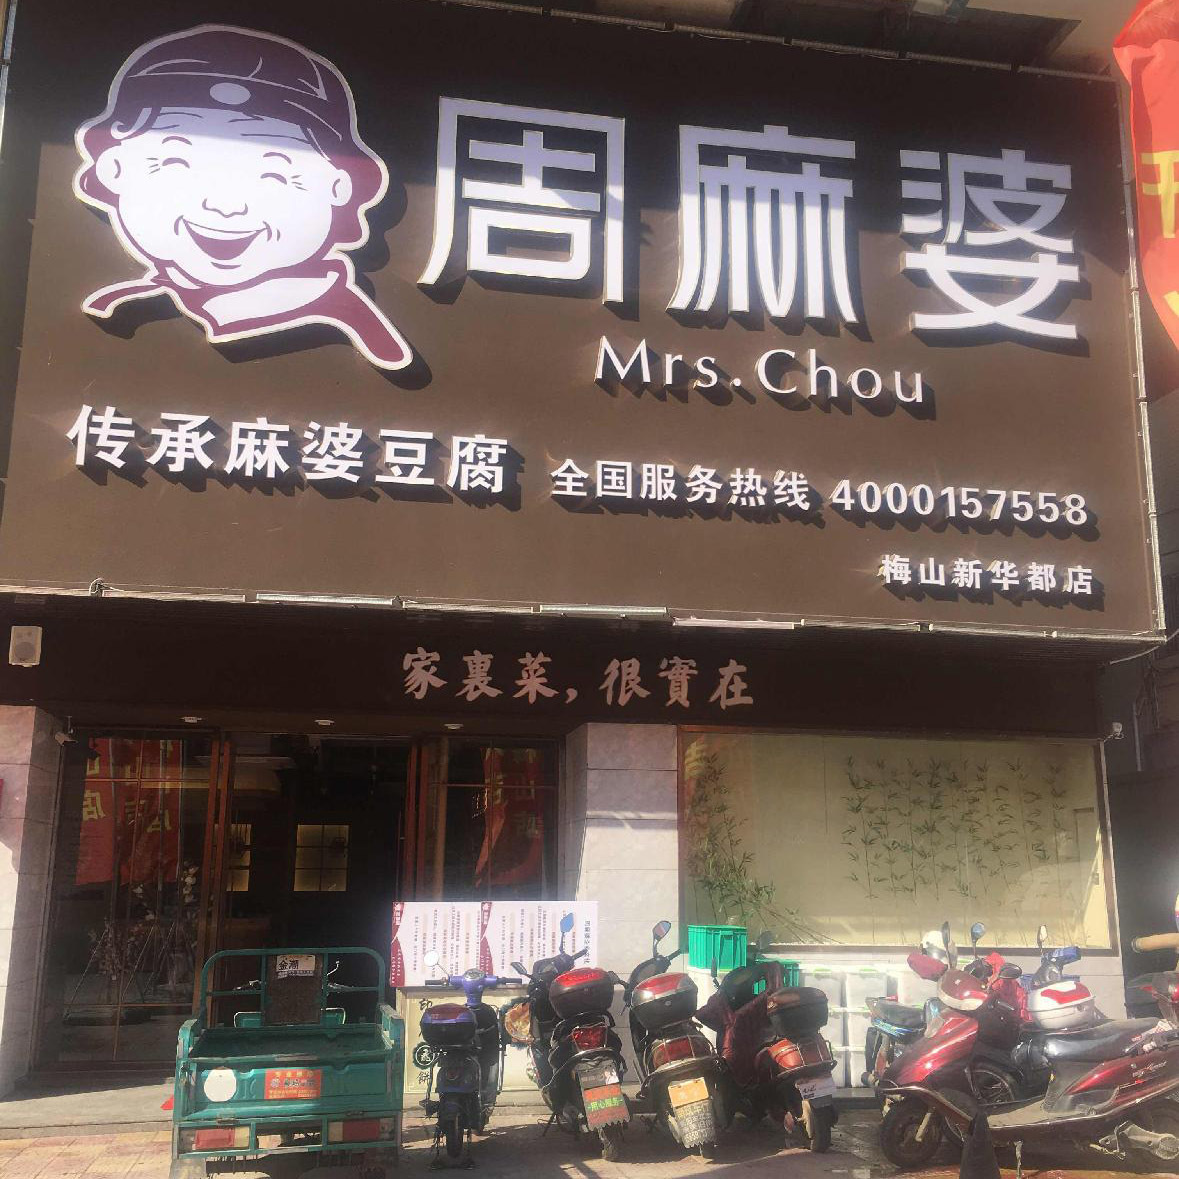 周麻婆
Mrs. Chou
传承麻婆豆腐
全国服务热线 4000157558
梅山新华都店
家裏菜,很實在